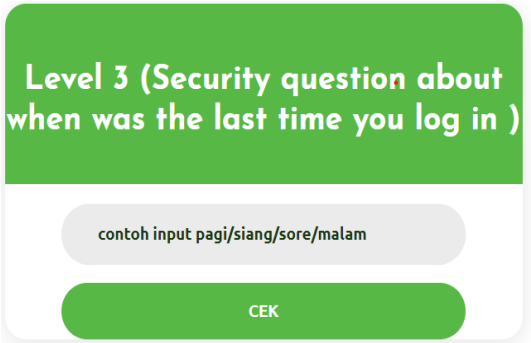 Level 3 (Security question about
when was the last time you log in )
contoh input pagi/siang/sore/malam
CEK